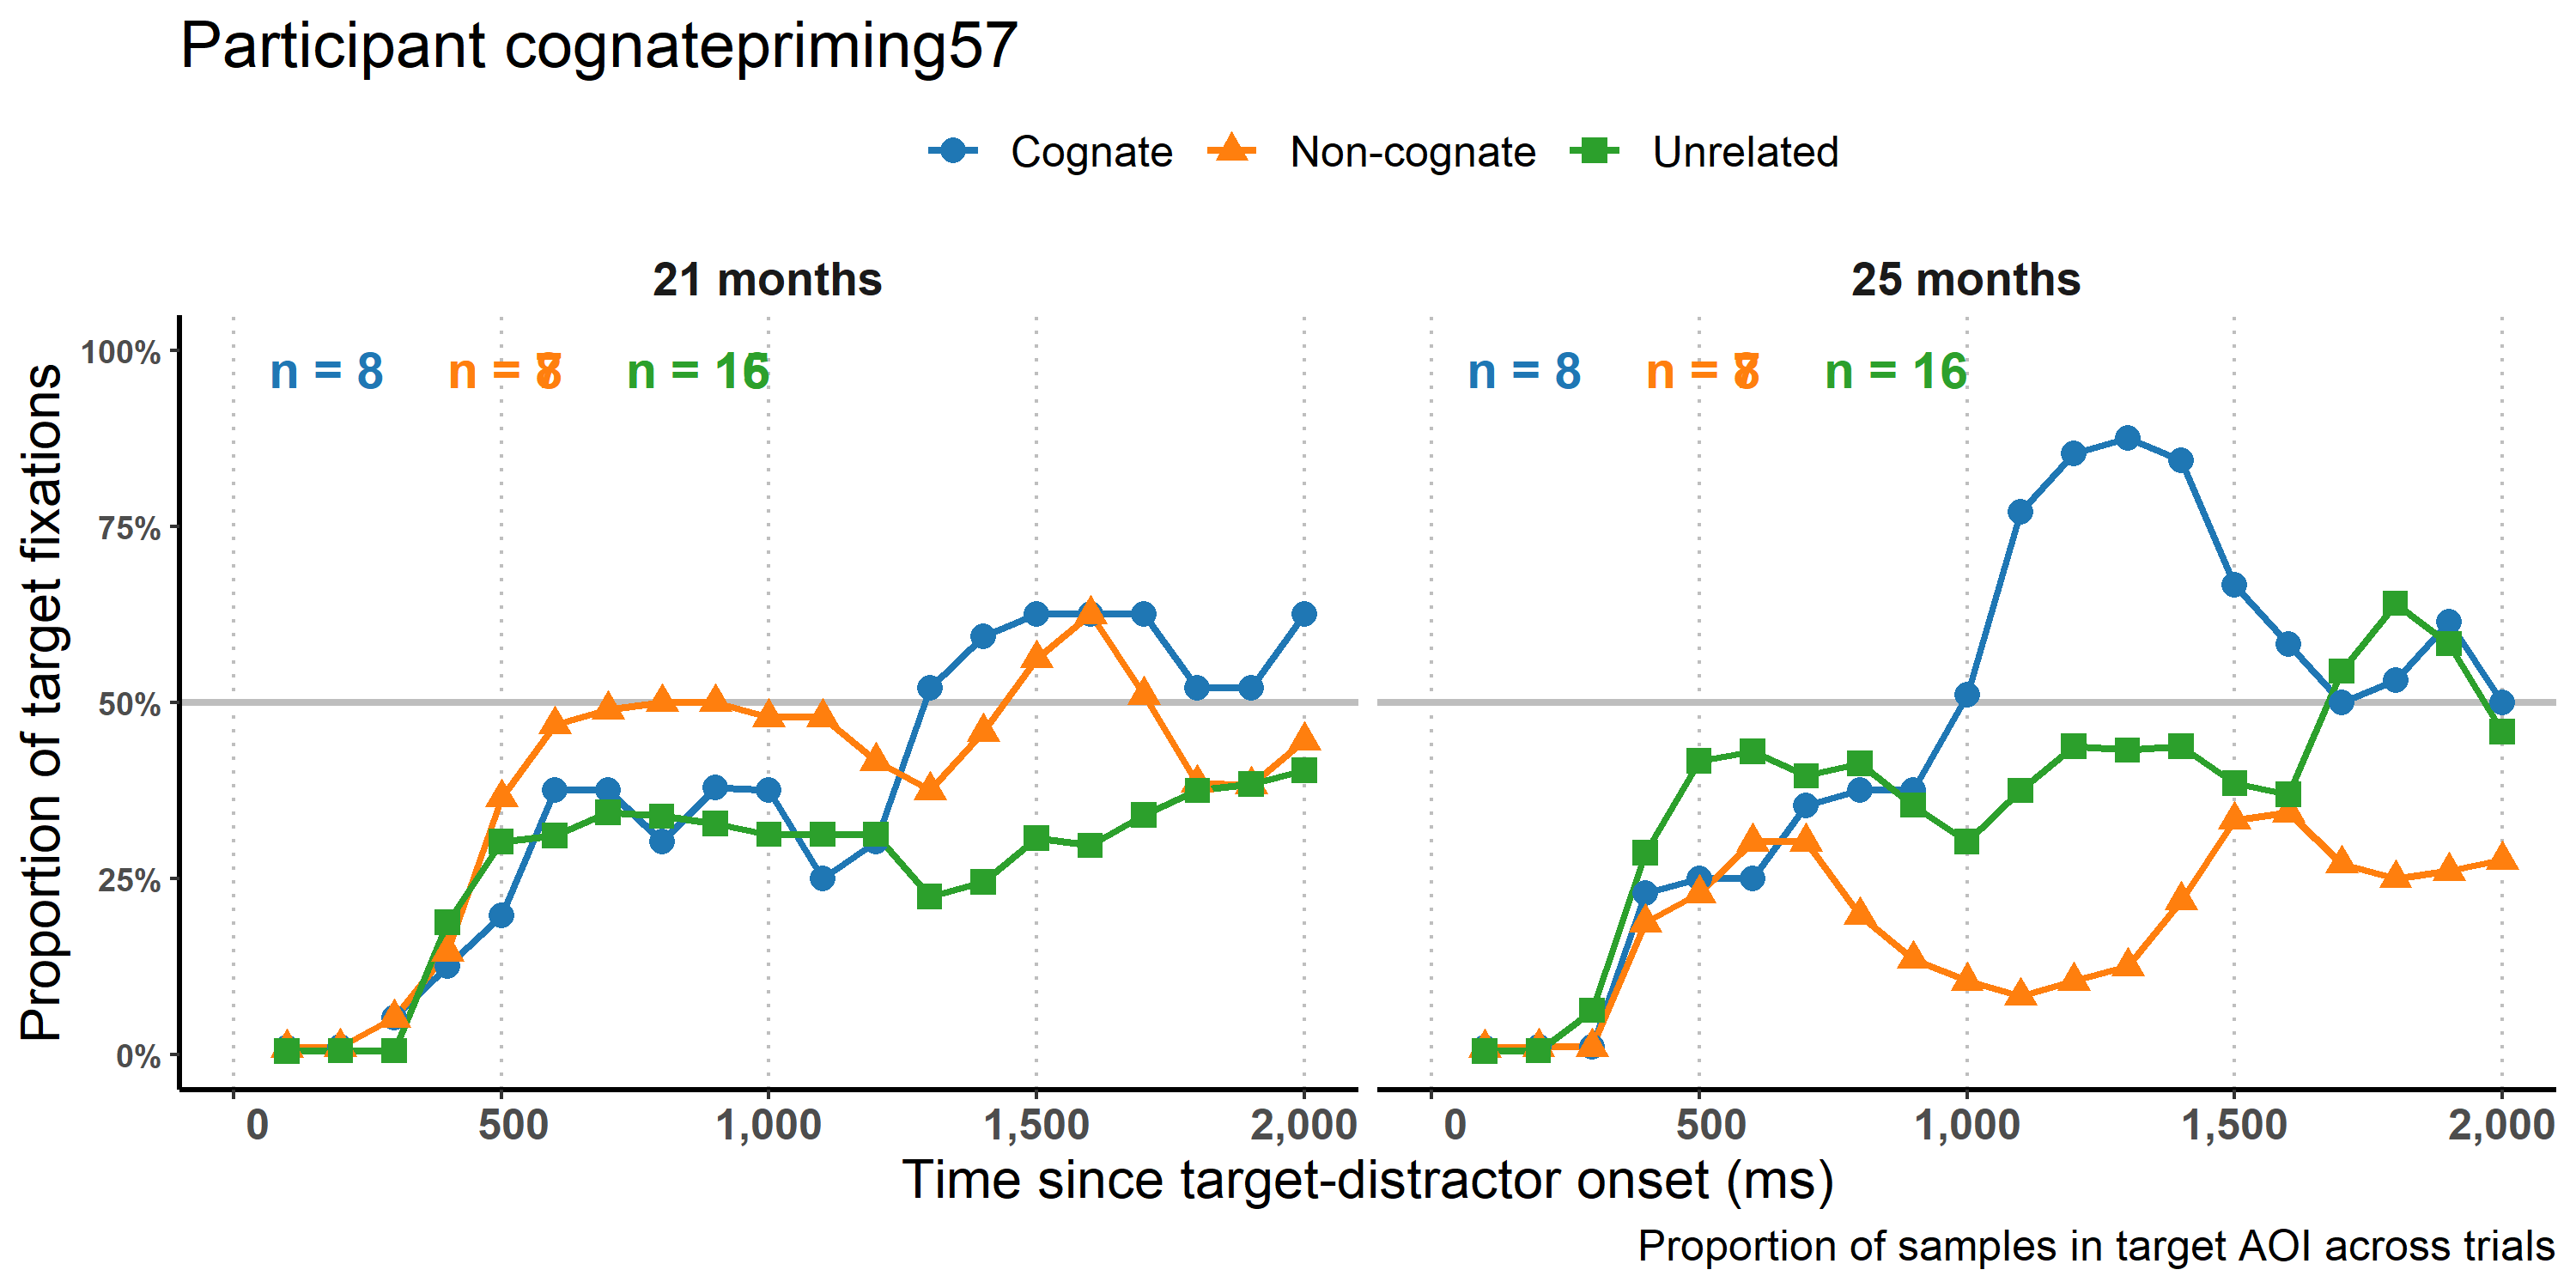 Participant cognatepriming57
Cognate Non-cognate Unrelated
21 months 25 months
n = 8 n = n = n = 8 n = n = 16
100%
75%
50%
25%
0%
Proportion of target fixations
0 500 1,000 1,500 2,000 0 500 1,000 1,500 2,000
Time since target-distractor onset (ms)
Proportion of samples in target AOI across trials